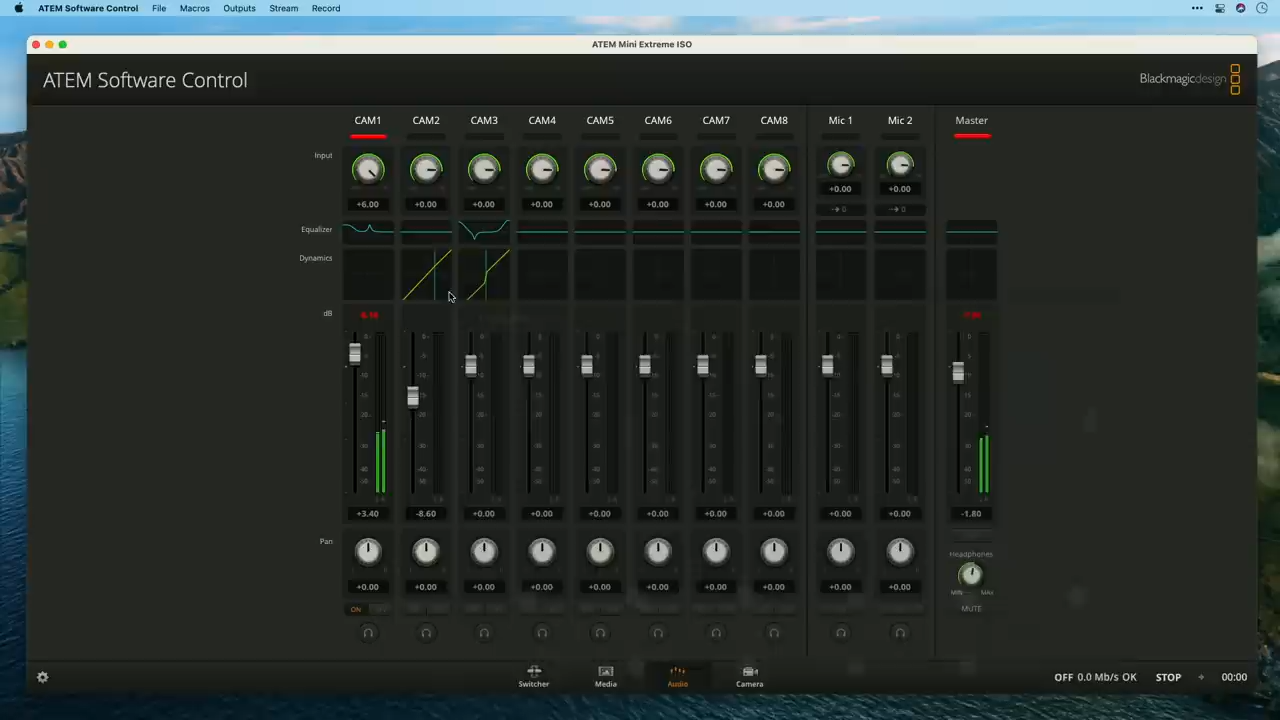 ATEM Software Control File Macros Outputs Stream Record
ATEM Mini Extreme ISO
ATEM Software Control
Blackmagicdesign
CAM1 CAM2 CAM3 CAM4 CAM5 CAM6 CAM7 CAM8 Mic 1 Mic 2 Master
Input
+6.00 +0.00 +0.00 +0.00 +0.00 +0.00 +0.00 +0.00 +0.00 +0.00
Equalizer
Dynamics
dB
+3.40 -8.60 +0.00 +0.00 +0.00 +0.00 +0.00 +0.00 +0.00 +0.00 -1.80
Pan
Headphones
MIN MAX
+0.00 +0.00 +0.00 +0.00 +0.00 +0.00 +0.00 +0.00 +0.00 +0.00
ON
MUTE
Switcher Media Audio Camera
OFF 0.0 Mb/s OK STOP 00:00